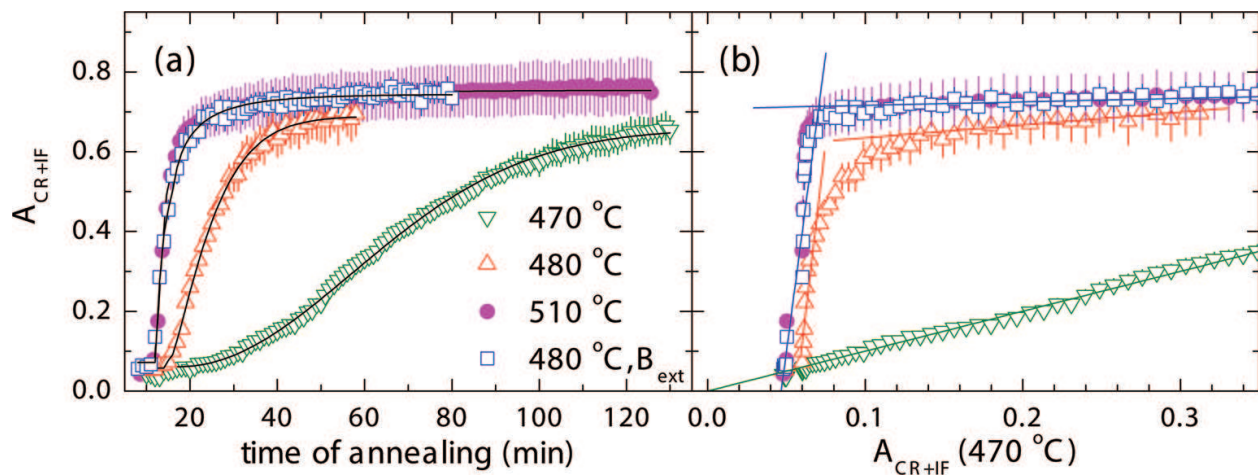 (a)
(b)
0.8
0.6
0.4
0.2
0.0
A_CR+IF
470 °C
480 °C
510 °C
480 °C,B_ext
20 40 60 80 100 120
0.0 0.1 0.2 0.3
time of annealing (min)
A_CR+IF (470 °C)